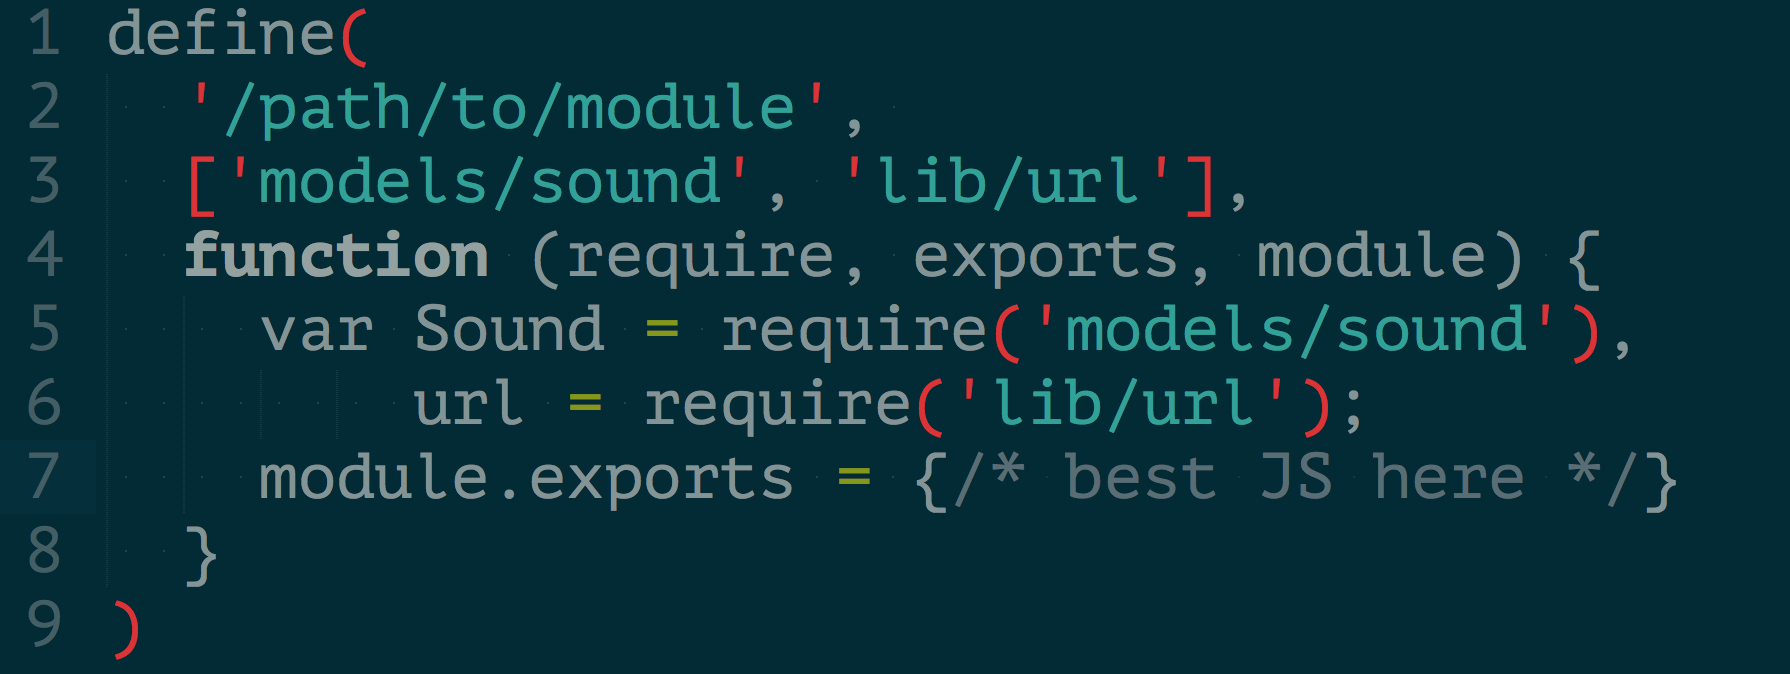 1 define(
2   '/path/to/module',
3   ['models/sound', 'lib/url'],
4   function (require, exports, module) {
5     var Sound = require('models/sound'),
6         url = require('lib/url');
7     module.exports = {/* best JS here */}
8   }
9 )